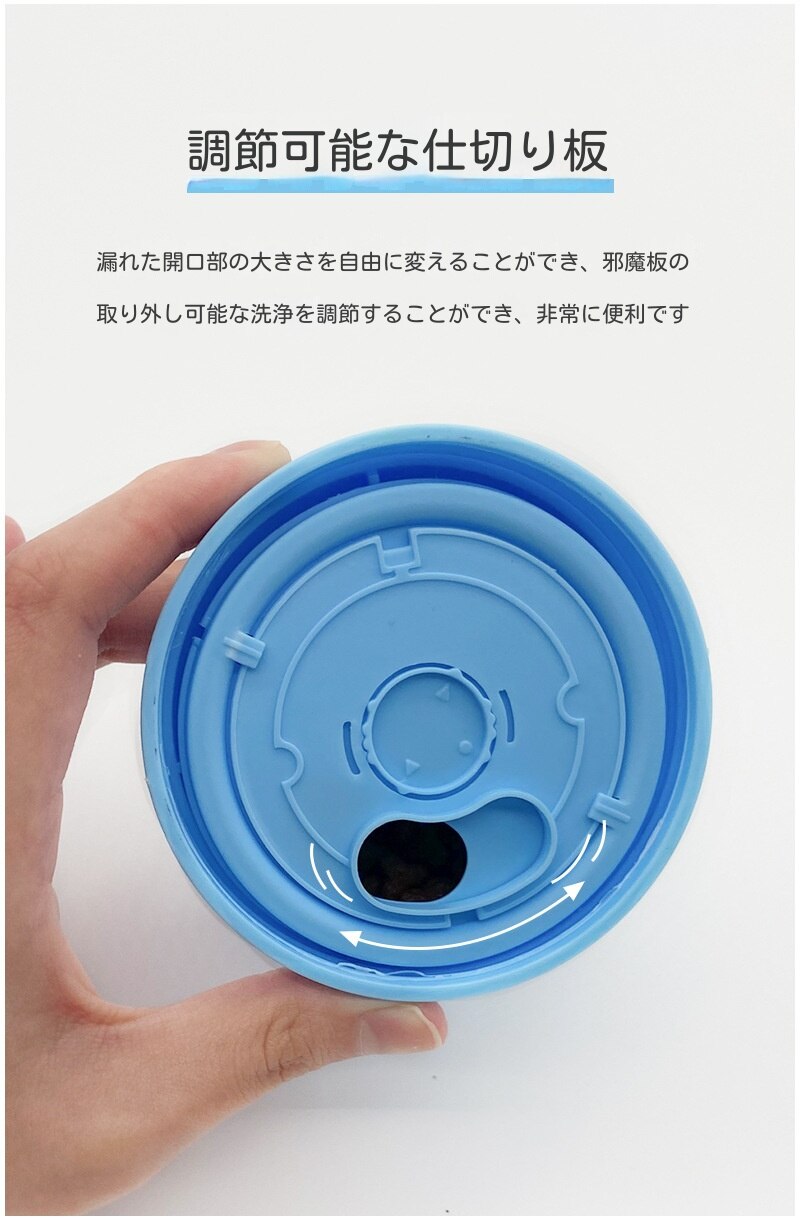 調節可能な仕切り板
漏れた開口部の大きさを自由に変えることができ、邪魔板の
取り外し可能な洗浄を調節することができ、非常に便利です